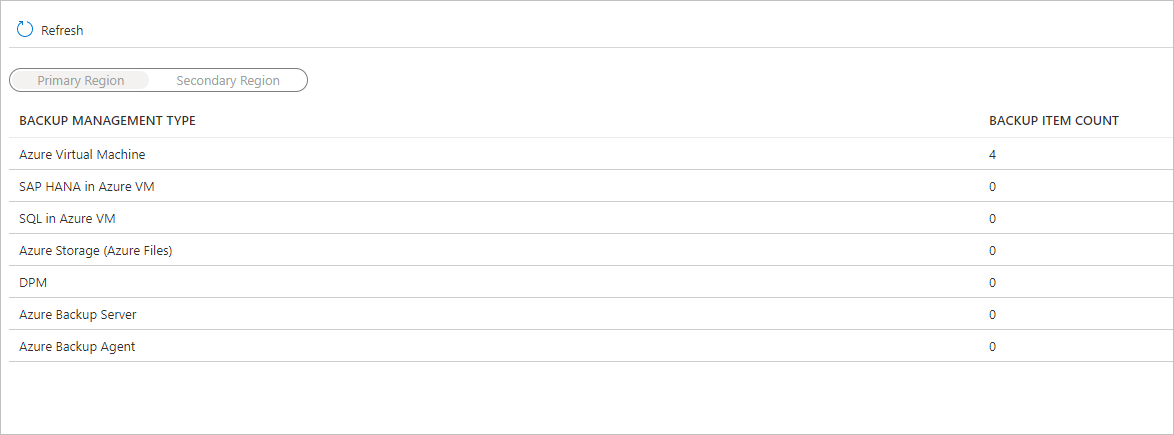 Refresh
Primary Region Secondary Region
BACKUP MANAGEMENT TYPE BACKUP ITEM COUNT
Azure Virtual Machine 4
SAP HANA in Azure VM 0
SQL in Azure VM 0
Azure Storage (Azure Files) 0
DPM 0
Azure Backup Server 0
Azure Backup Agent 0